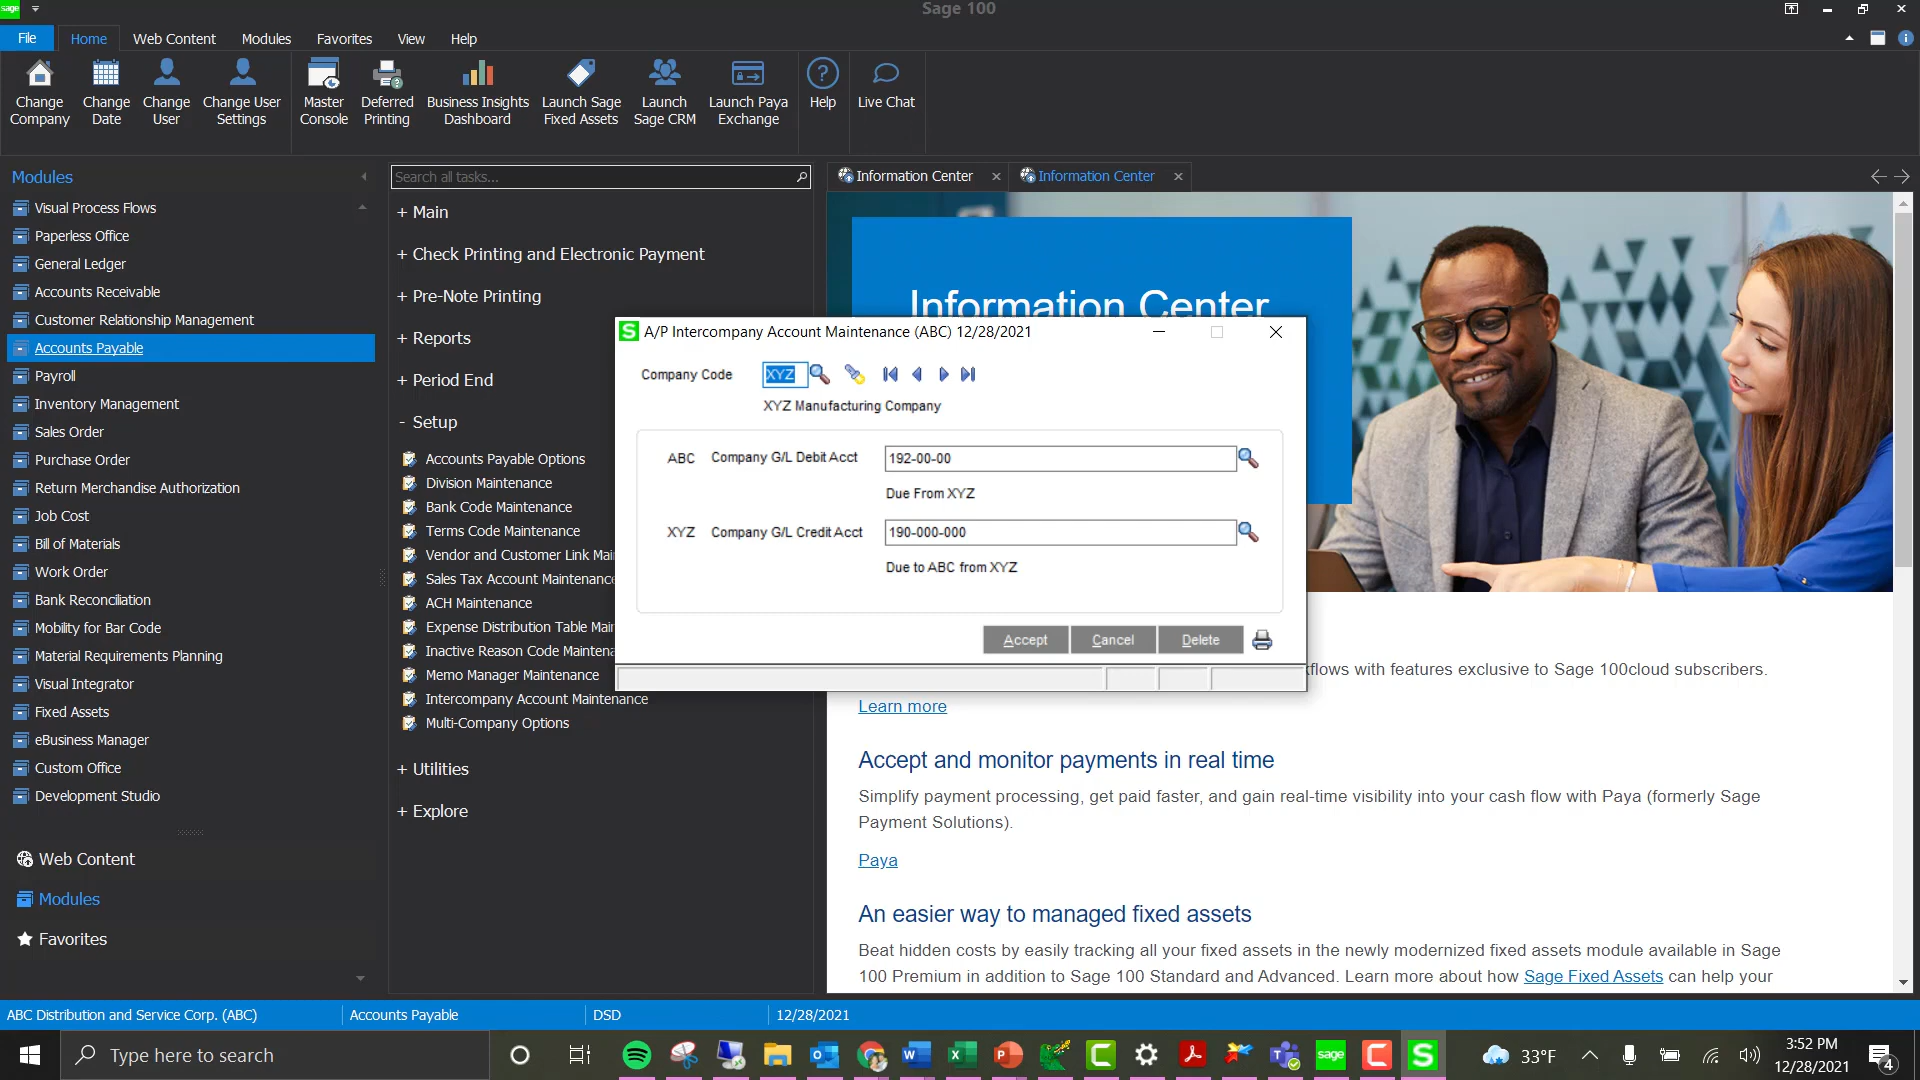 sage
Sage 100
File
Home
Web Content
Modules
Favorites
View
Help
Change
Company
Change
Date
Change
User
Change User
Settings
Master
Console
Deferred
Printing
Business Insights
Dashboard
Launch Sage
Fixed Assets
Launch
Sage CRM
Launch Paya
Exchange
Help
Live Chat
Modules
Visual Process Flows
Paperless Office
General Ledger
Accounts Receivable
Customer Relationship Management
Accounts Payable
Payroll
Inventory Management
Sales Order
Purchase Order
Return Merchandise Authorization
Job Cost
Bill of Materials
Work Order
Bank Reconciliation
Mobility for Bar Code
Material Requirements Planning
Visual Integrator
Fixed Assets
eBusiness Manager
Custom Office
Development Studio
Web Content
Modules
Favorites
Search all tasks...
+ Main
+ Check Printing and Electronic Payment
+ Pre-Note Printing
+ Reports
+ Period End
- Setup
Accounts Payable Options
Division Maintenance
Bank Code Maintenance
Terms Code Maintenance
Vendor and Customer Link Mai
Sales Tax Account Maintenance
ACH Maintenance
Expense Distribution Table Mai
Inactive Reason Code Maintena
Memo Manager Maintenance
Intercompany Account Maintenance
Multi-Company Options
+ Utilities
+ Explore
Information Center
Information Center
Information Center
A/P Intercompany Account Maintenance (ABC) 12/28/2021
Company Code XYZ
XYZ Manufacturing Company
ABC Company G/L Debit Acct 192-00-00
Due From XYZ
XYZ Company G/L Credit Acct 190-000-000
Due to ABC from XYZ
Accept
Cancel
Delete
flows with features exclusive to Sage 100cloud subscribers.
Learn more
Accept and monitor payments in real time
Simplify payment processing, get paid faster, and gain real-time visibility into your cash flow with Paya (formerly Sage
Payment Solutions).
Paya
An easier way to managed fixed assets
Beat hidden costs by easily tracking all your fixed assets in the newly modernized fixed assets module available in Sage
100 Premium in addition to Sage 100 Standard and Advanced. Learn more about how Sage Fixed Assets can help your
ABC Distribution and Service Corp. (ABC)
Accounts Payable
DSD
12/28/2021
Type here to search
sage
33°F
3:52 PM
12/28/2021
4